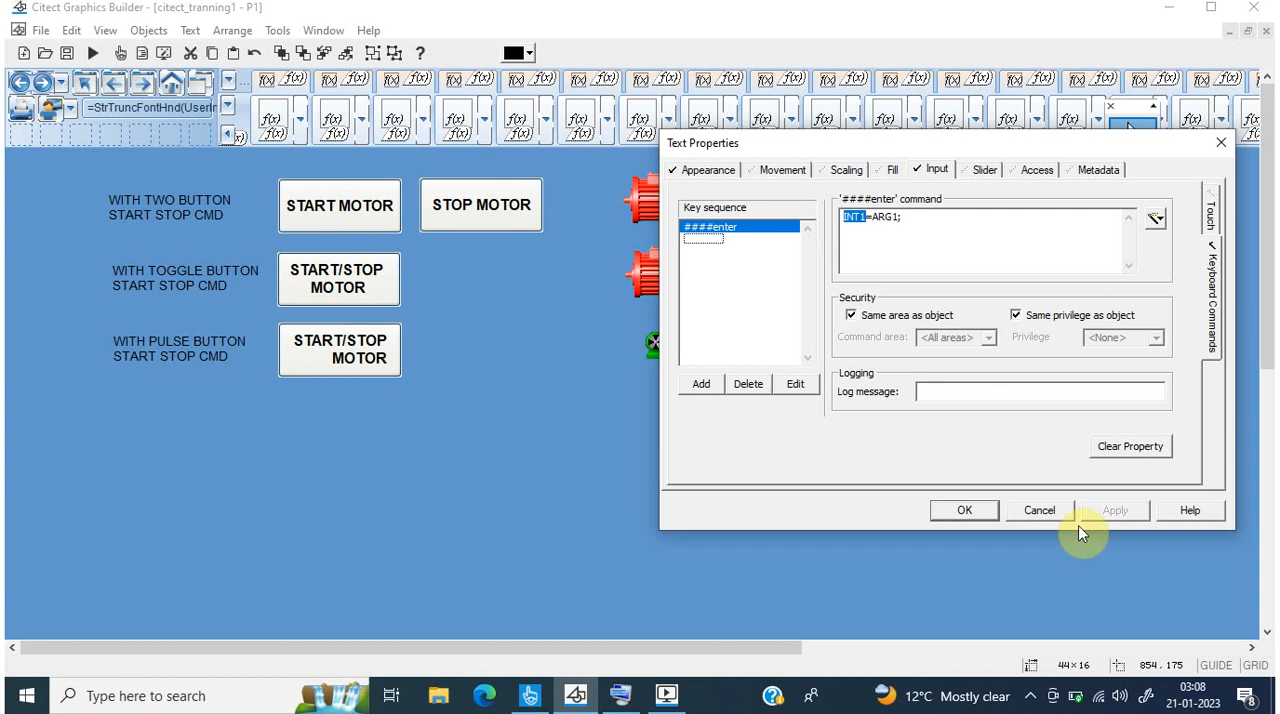 Citect Graphics Builder - [citect_tranning1 - P1]
File Edit View Objects Text Arrange Tools Window Help
=StrTruncFontHnd(UserIn
Text Properties
Appearance Movement Scaling Fill Input Slider Access Metadata
Key sequence
####enter
'####enter' command
INT1=ARG1;
Touch
Keyboard Commands
Security
Same area as object
Same privilege as object
Command area: <All areas>
Privilege <None>
Add Delete Edit
Logging
Log message:
Clear Property
OK Cancel Apply Help
WITH TWO BUTTON
START STOP CMD
START MOTOR
STOP MOTOR
WITH TOGGLE BUTTON
START STOP CMD
START/STOP
MOTOR
WITH PULSE BUTTON
START STOP CMD
START/STOP
MOTOR
44×16 854 , 175 GUIDE GRID
Type here to search
12°C Mostly clear
03:08
21-01-2023
8